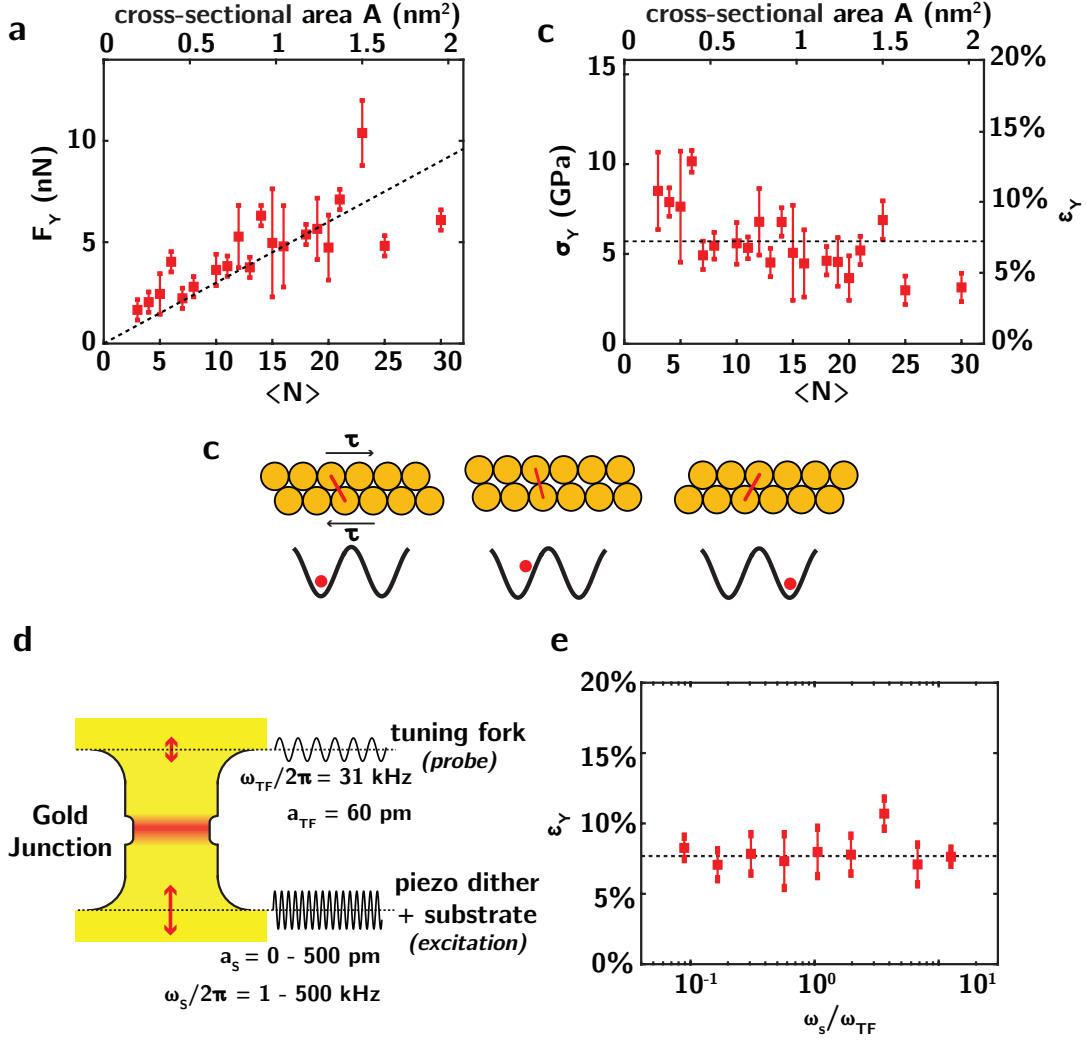 a
cross-sectional area A (nm²)
0 0.5 1 1.5 2
F_Y (nN)
10
5
0
0 5 10 15 20 25 30
<N>
c
cross-sectional area A (nm²)
0 0.5 1 1.5 2
σ_Y (GPa)
15
10
5
0
20%
15%
10%
5%
0%
ε_Y
0 5 10 15 20 25 30
<N>
c
τ
τ
d
Gold
Junction
tuning fork
(probe)
ω_TF/2π = 31 kHz
a_TF = 60 pm
piezo dither
+ substrate
(excitation)
a_S = 0 - 500 pm
ω_S/2π = 1 - 500 kHz
e
ε_Y
20%
15%
10%
5%
0%
10⁻¹ 10⁰ 10¹
ω_s/ω_TF